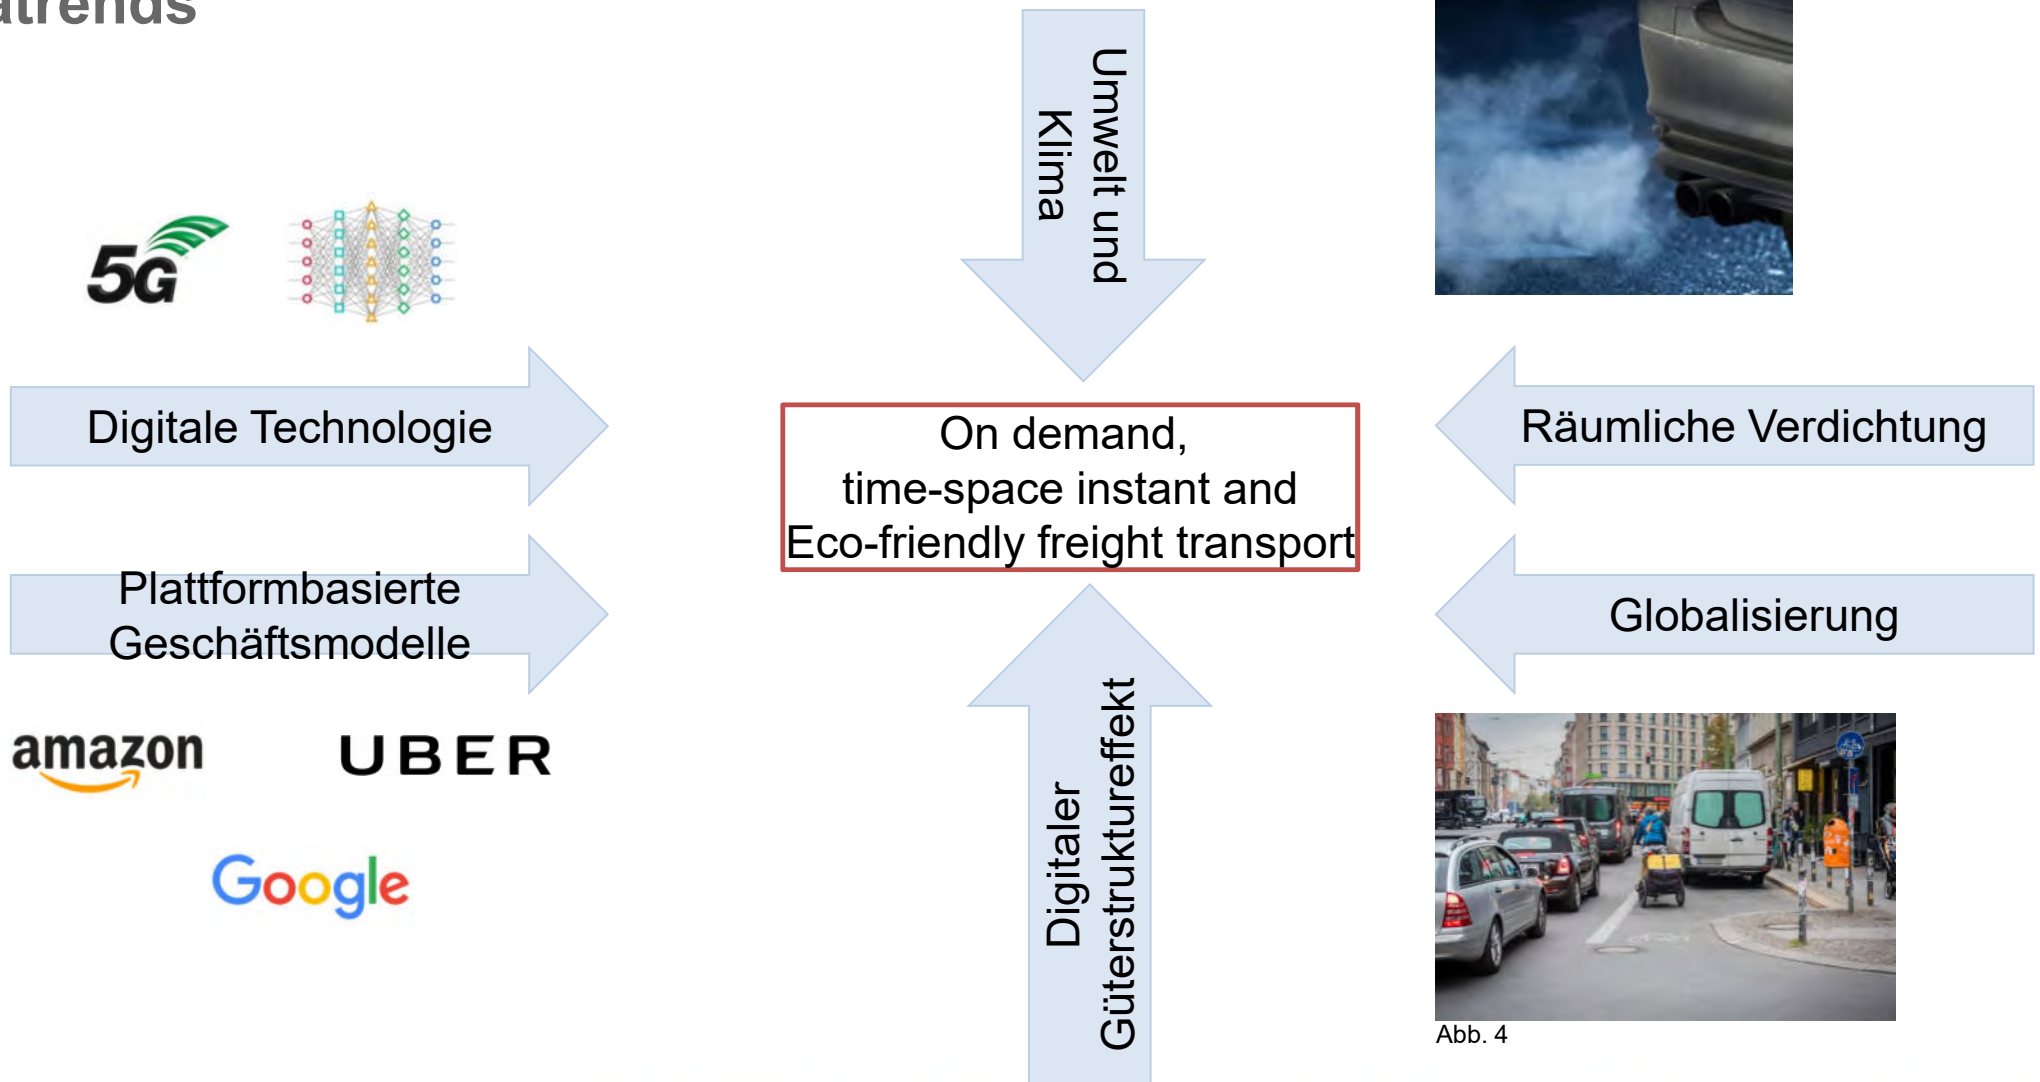 atrends
Umwelt und
Klima
5G
Digitale Technologie
On demand,
time-space instant and
Eco-friendly freight transport
Räumliche Verdichtung
Plattformbasierte
Geschäftsmodelle
Globalisierung
amazon
UBER
Google
Digitaler
Güterstruktureffekt
Abb. 4